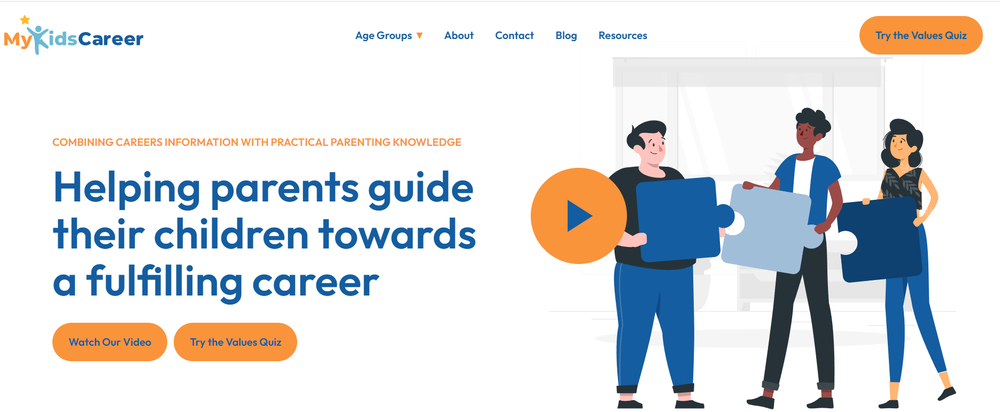 MyKidsCareer
Age Groups ▼ About Contact Blog Resources
Try the Values Quiz
COMBINING CAREERS INFORMATION WITH PRACTICAL PARENTING KNOWLEDGE
Helping parents guide
their children towards
a fulfilling career
Watch Our Video
Try the Values Quiz